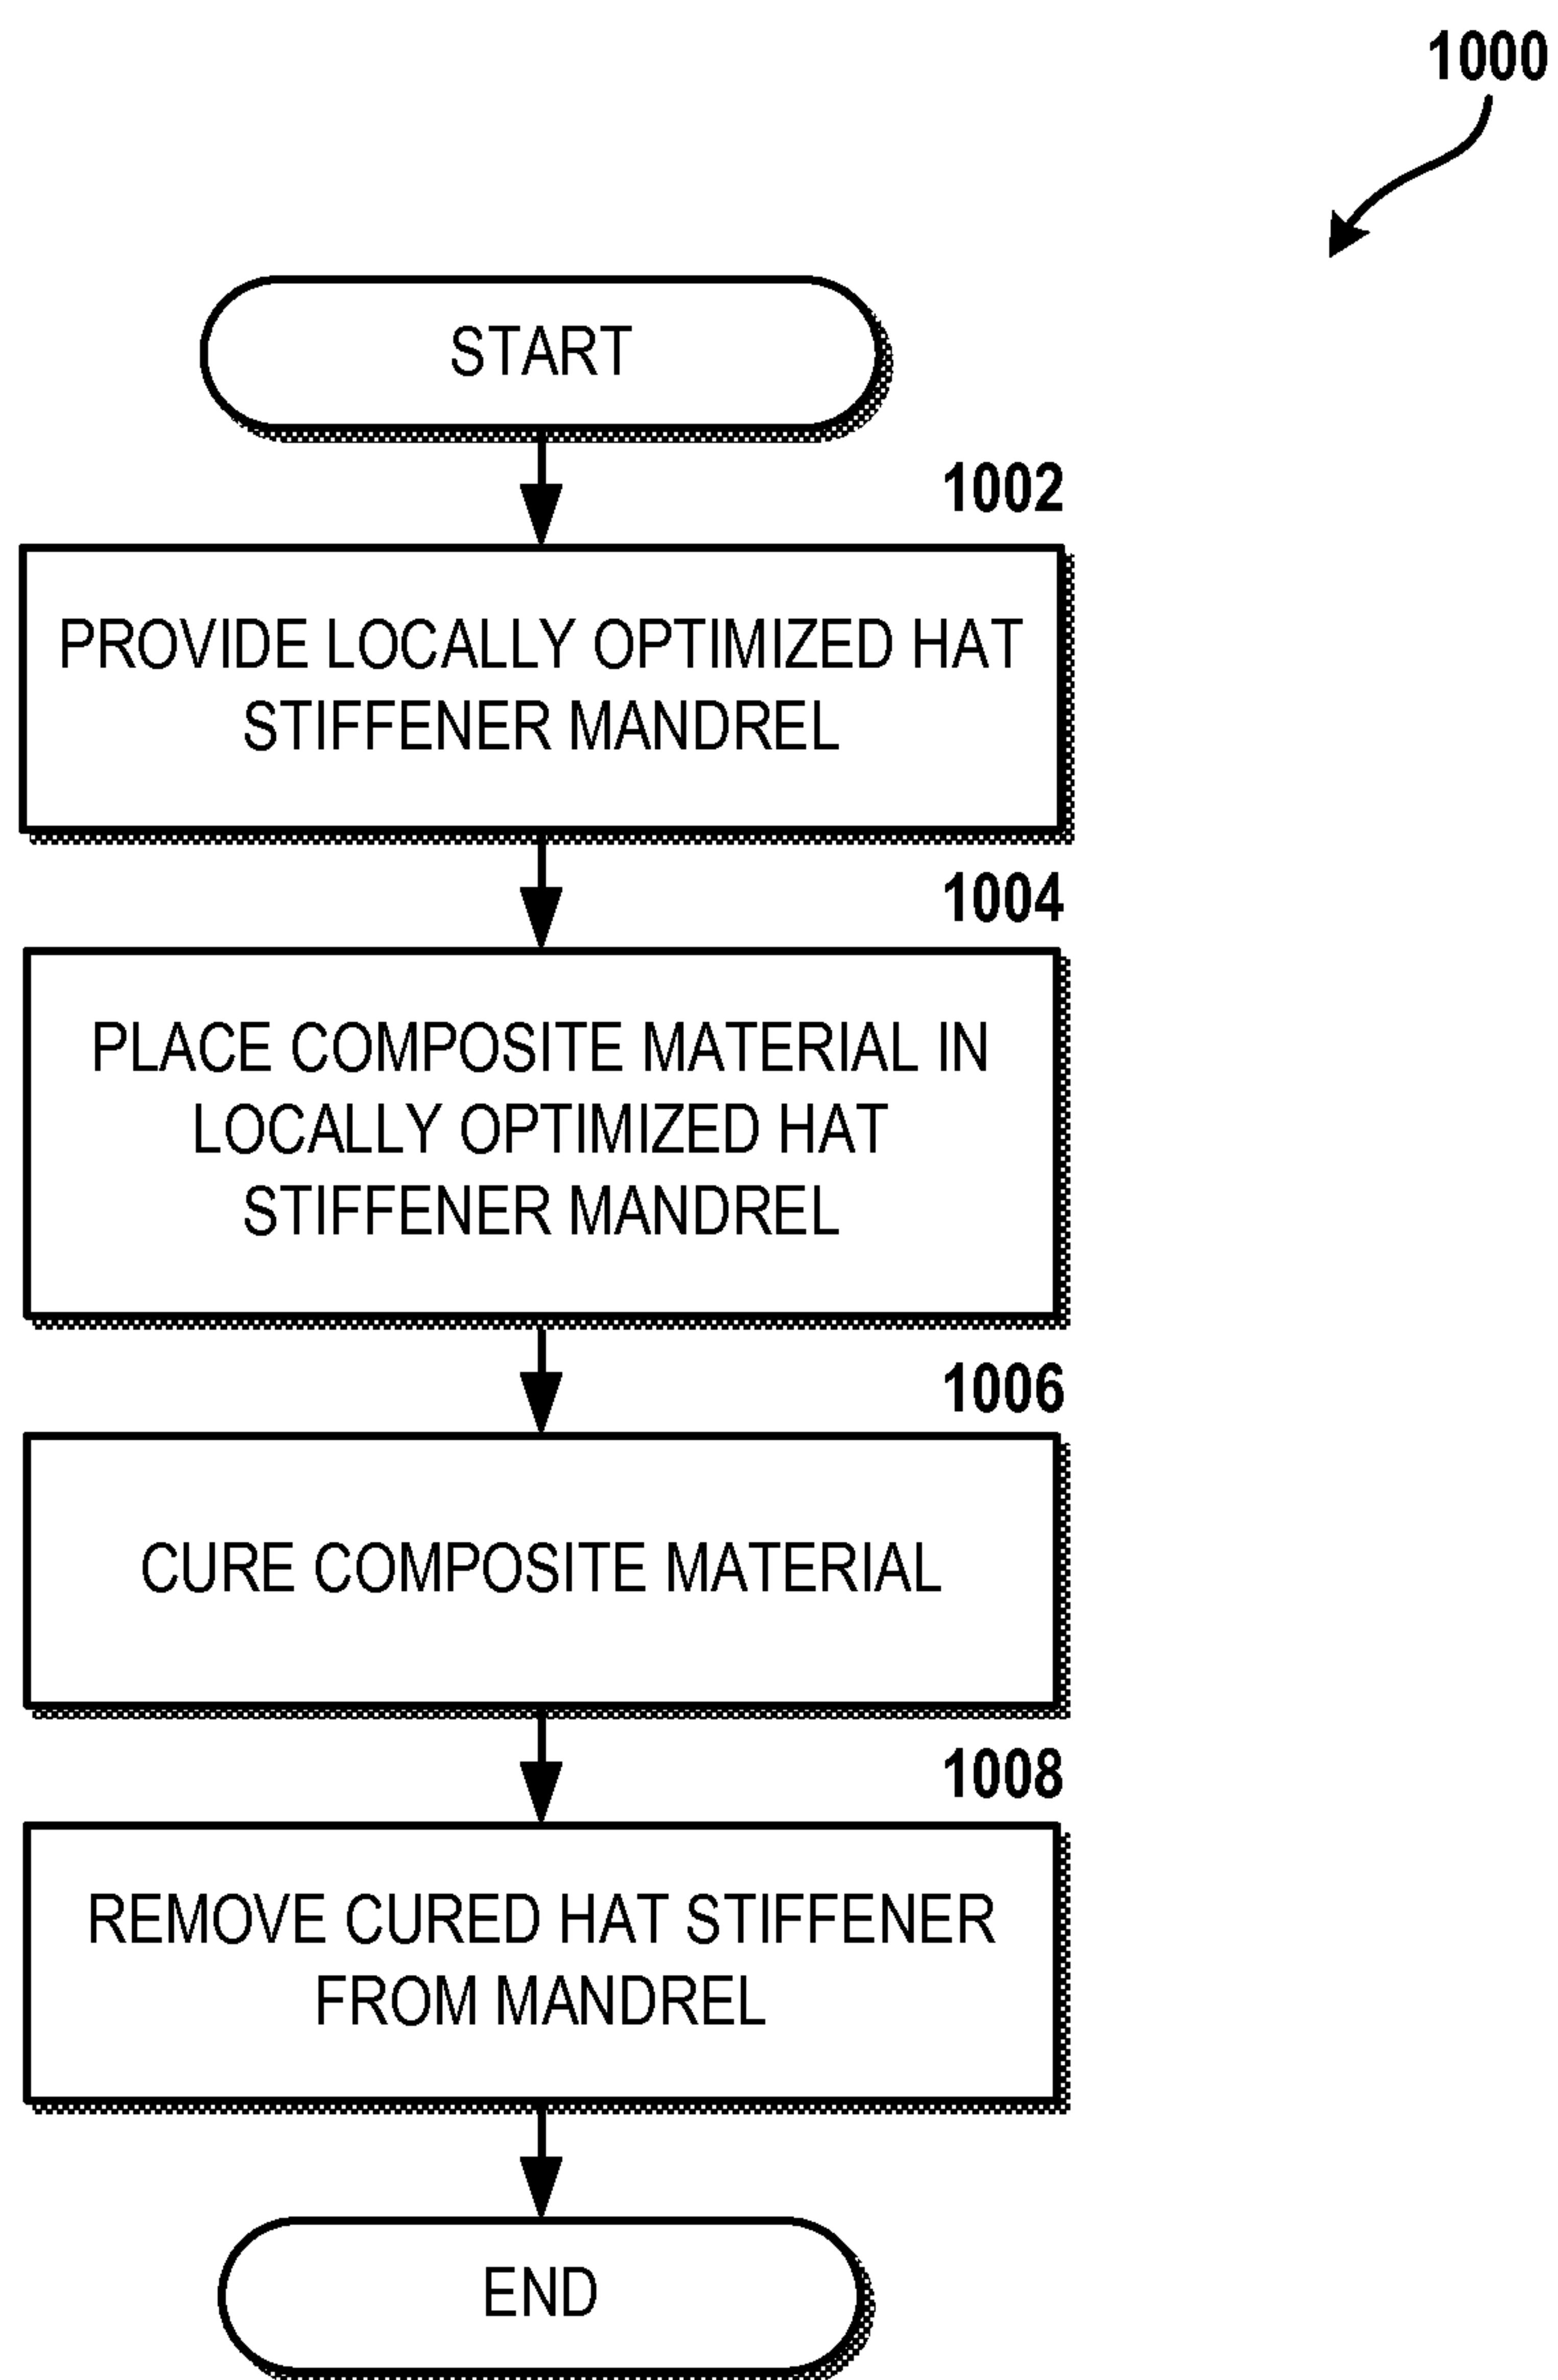 1000
START
1002
PROVIDE LOCALLY OPTIMIZED HAT
STIFFENER MANDREL
1004
PLACE COMPOSITE MATERIAL IN
LOCALLY OPTIMIZED HAT
STIFFENER MANDREL
1006
CURE COMPOSITE MATERIAL
1008
REMOVE CURED HAT STIFFENER
FROM MANDREL
END